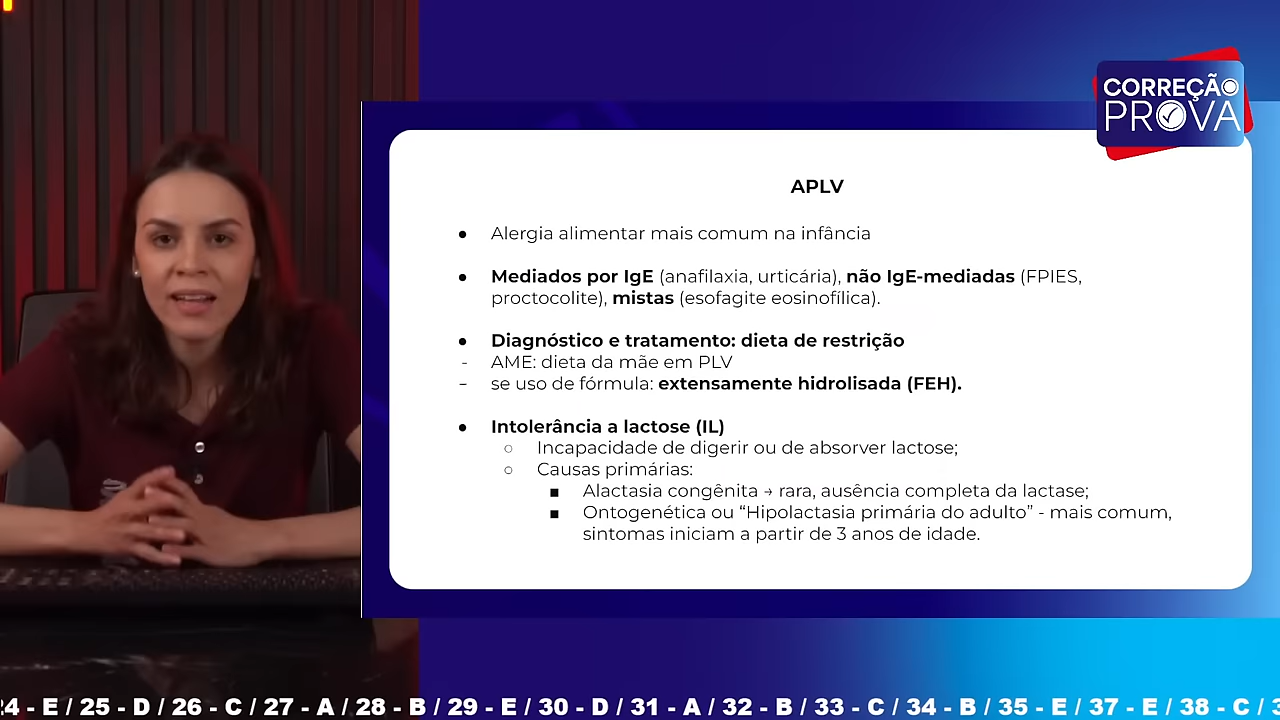 CORREÇÃO
PROVA
APLV
● Alergia alimentar mais comum na infância
● Mediados por IgE (anafilaxia, urticária), não IgE-mediadas (FPIES,
proctocolite), mistas (esofagite eosinofílica).
● Diagnóstico e tratamento: dieta de restrição
- AME: dieta da mãe em PLV
- se uso de fórmula: extensamente hidrolisada (FEH).
● Intolerância a lactose (IL)
○ Incapacidade de digerir ou de absorver lactose;
○ Causas primárias:
■ Alactasia congênita → rara, ausência completa da lactase;
■ Ontogenética ou “Hipolactasia primária do adulto” - mais comum,
sintomas iniciam a partir de 3 anos de idade.
4 - E / 25 - D / 26 - C / 27 - A / 28 - B / 29 - E / 30 - D / 31 - A / 32 - B / 33 - C / 34 - B / 35 - E / 37 - E / 38 - C /